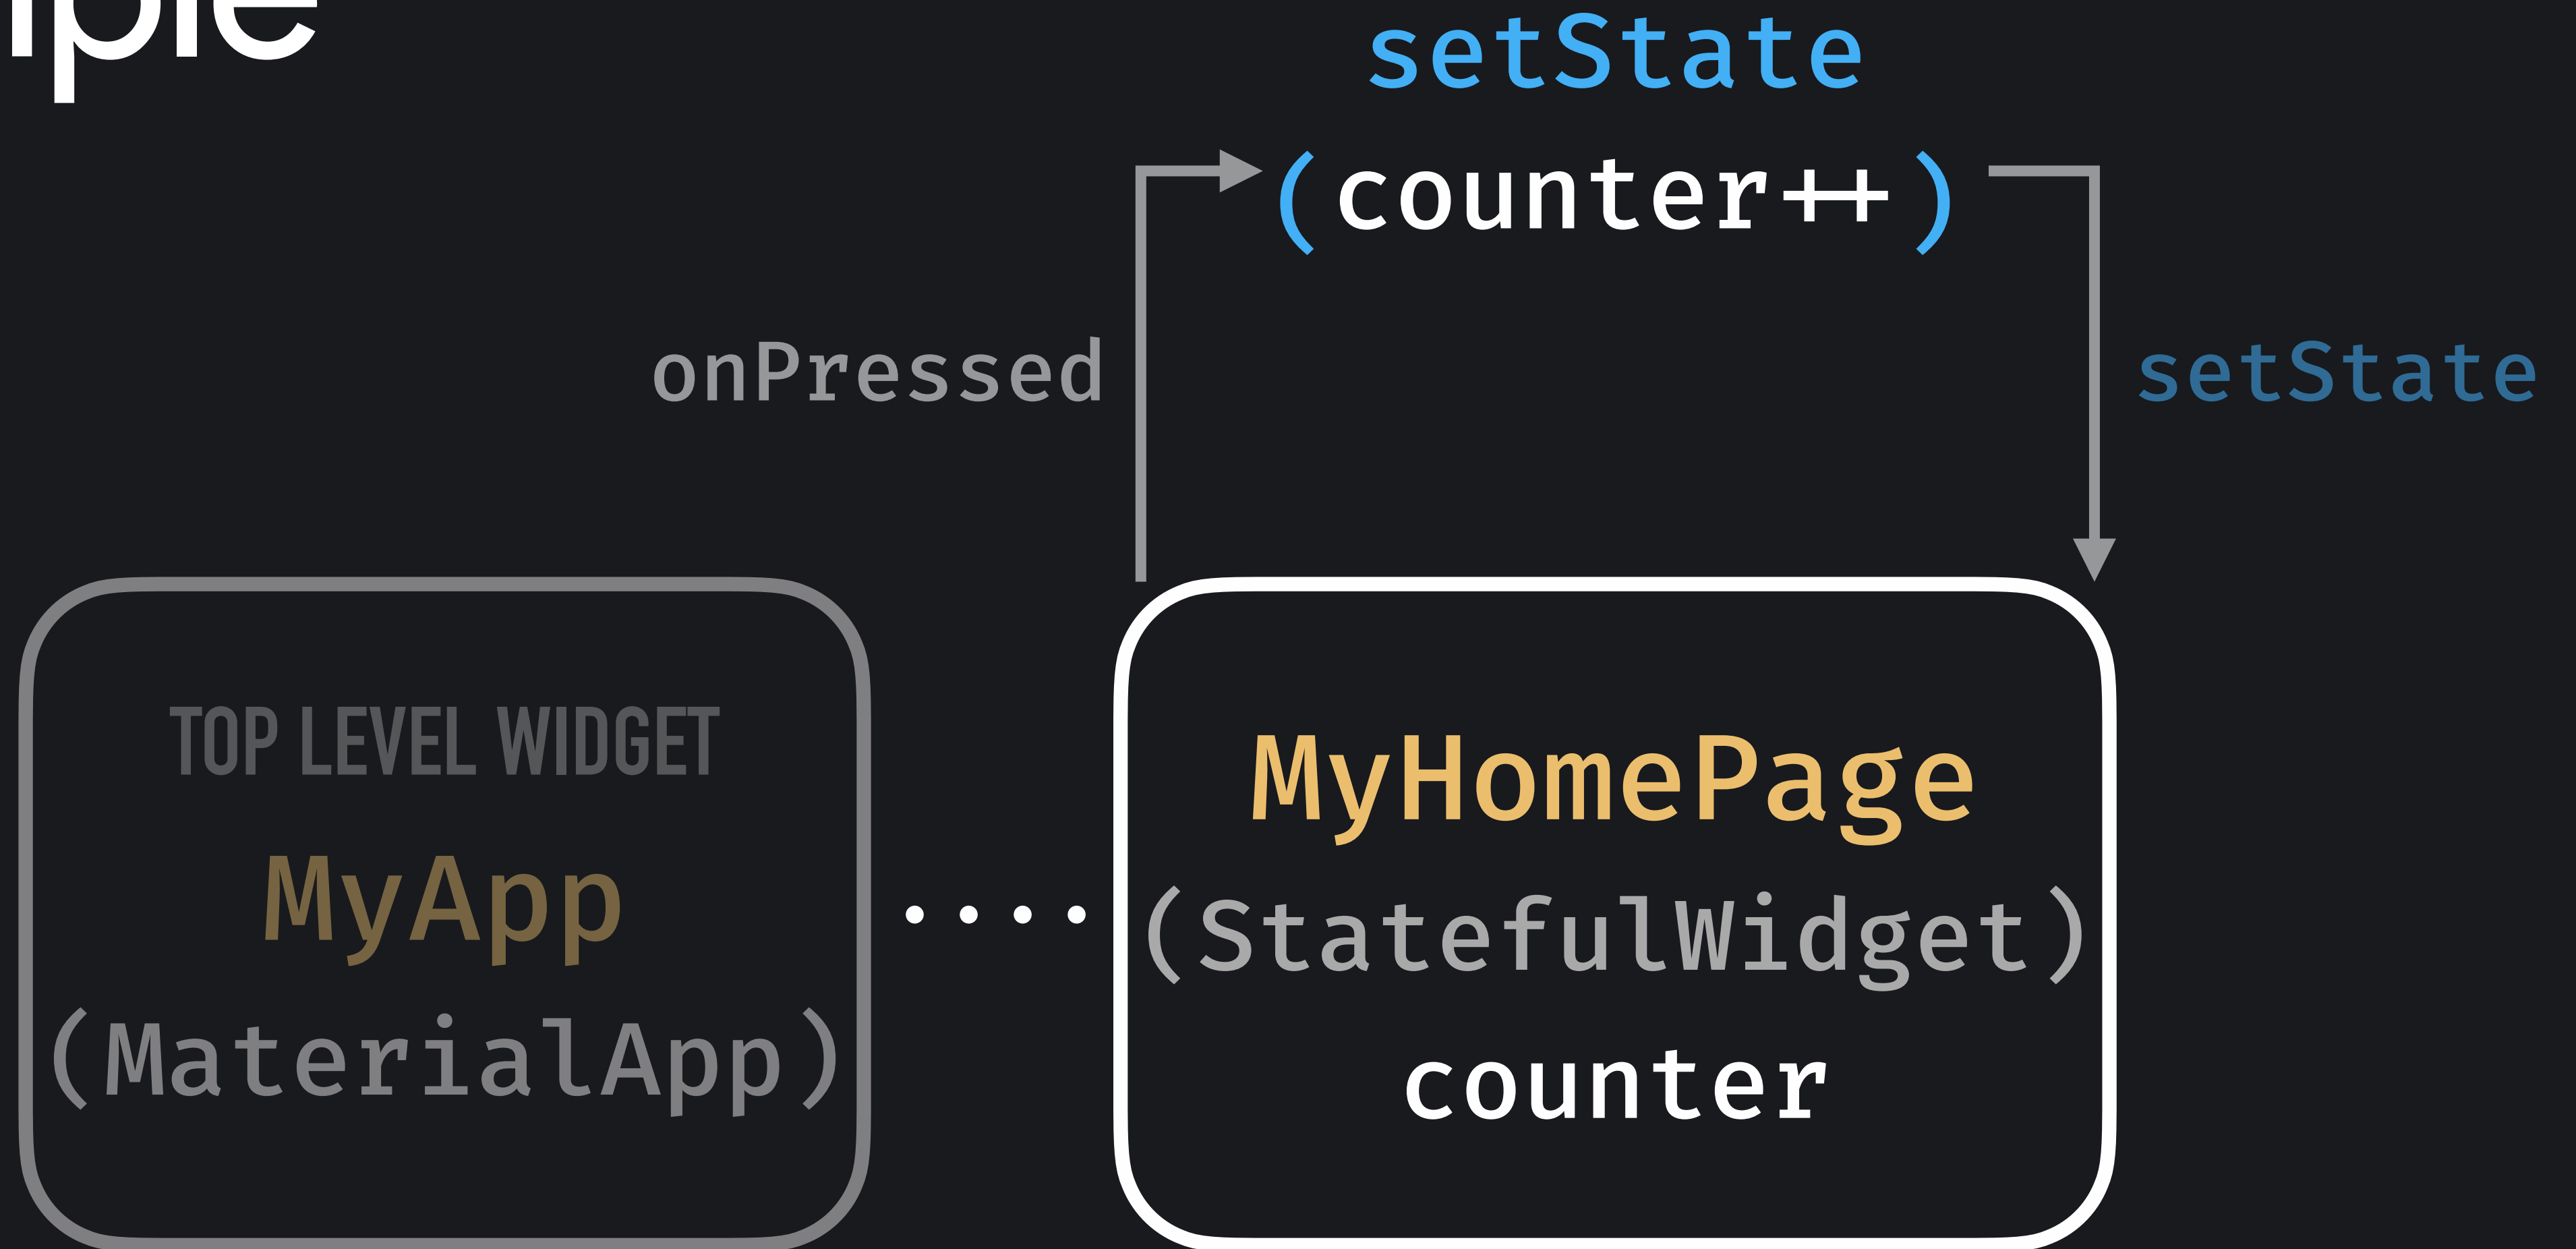 setState
(counter++)
onPressed
setState
TOP LEVEL WIDGET
MyApp
(MaterialApp)
MyHomePage
(StatefulWidget)
counter